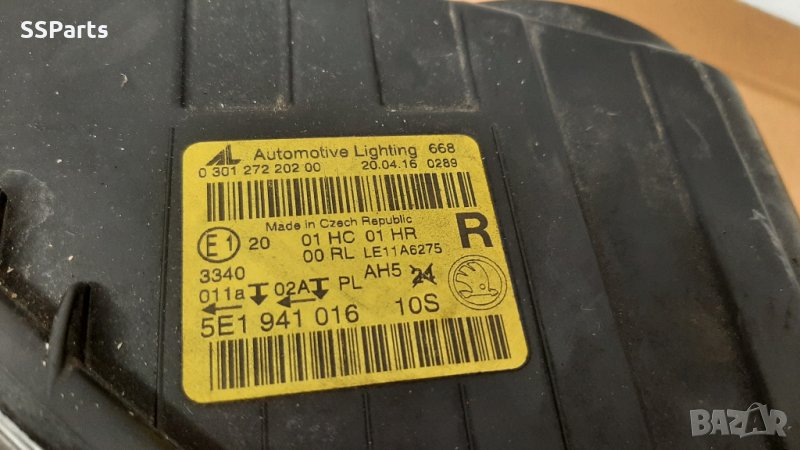 SSParts
AL Automotive Lighting 668
0 301 272 202 00 20.04.16 0289
Made in Czech Republic
E1 20 01 HC 01 HR R
00 RL LE11A6275
3340 AH5 24
011a 02A PL
5E1 941 016 10S
BAZAR